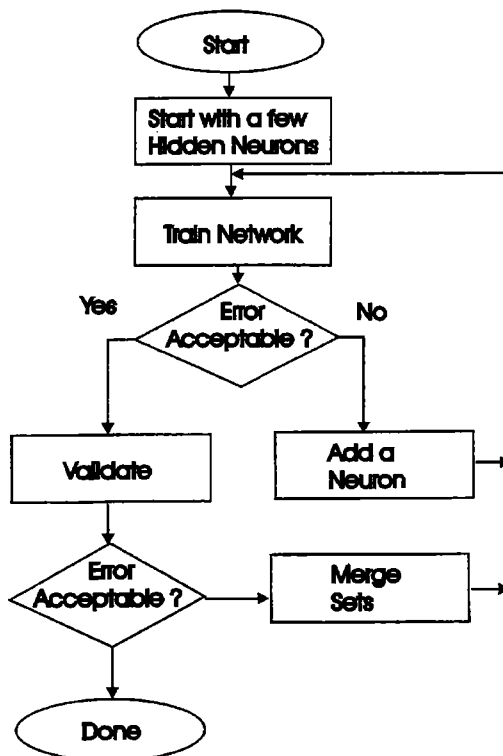 Start
Start with a few
Hidden Neurons
Train Network
Yes
Error
Acceptable ?
No
Validate
Add a
Neuron
Error
Acceptable ?
Merge
Sets
Done